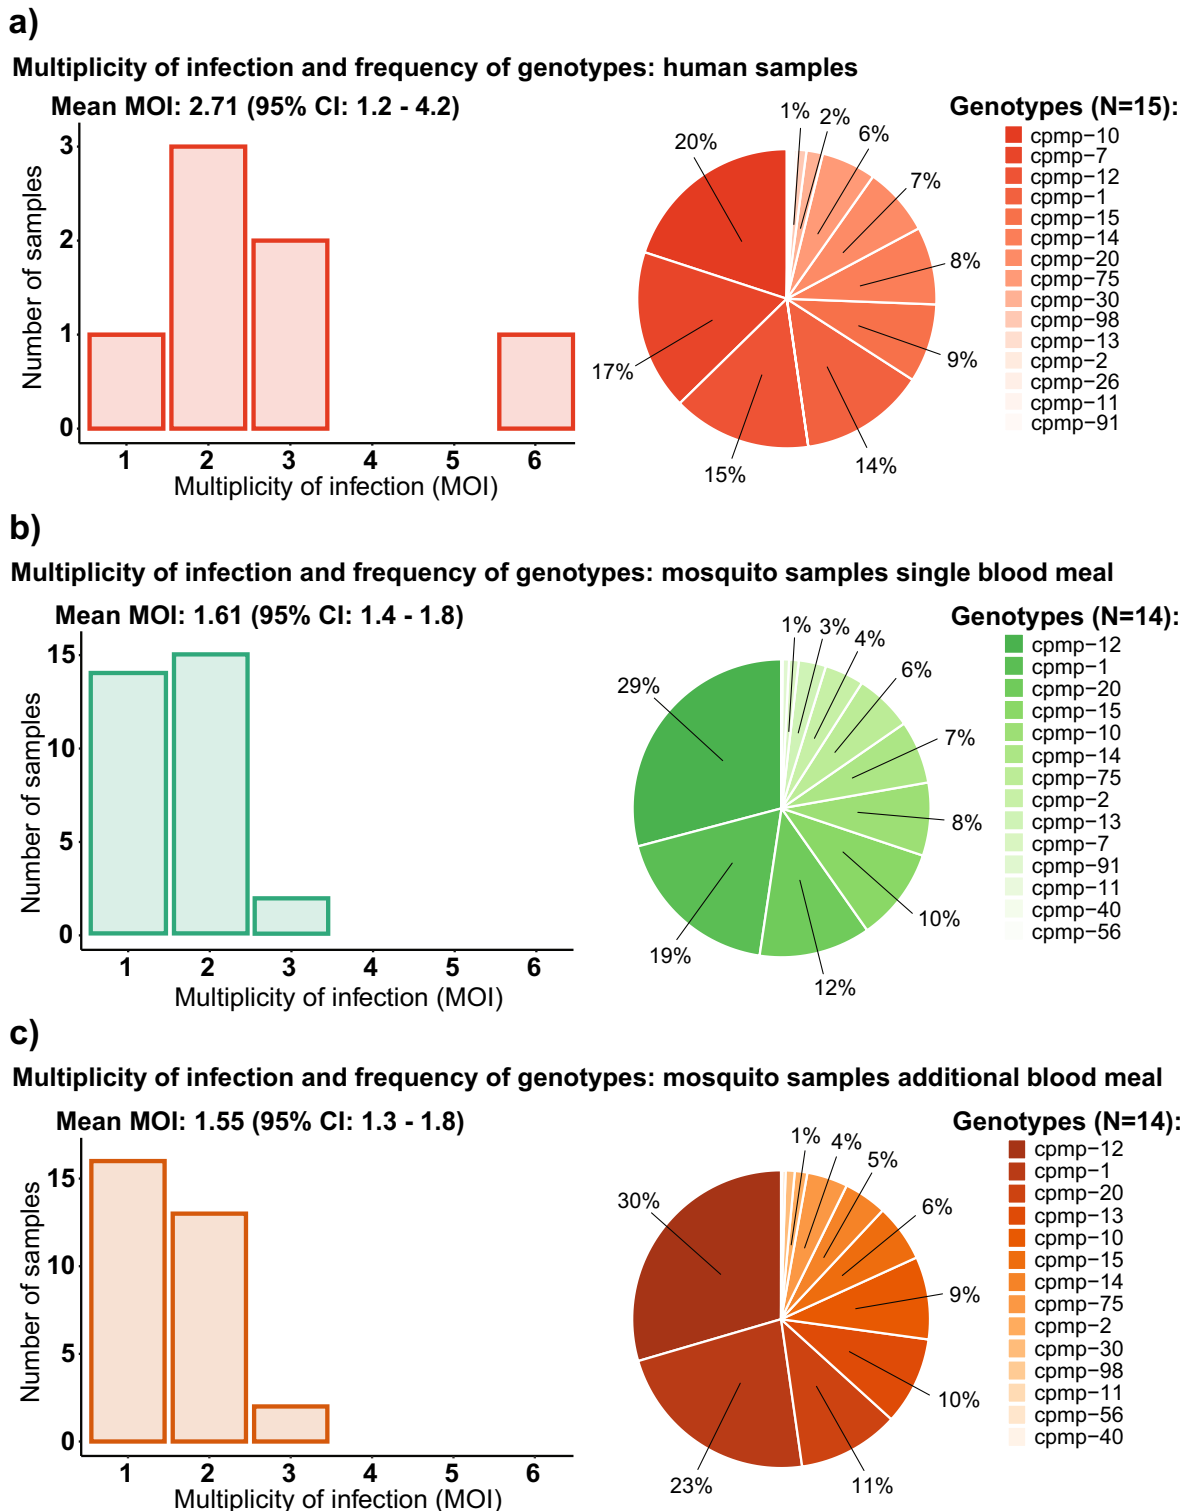 a)
Multiplicity of infection and frequency of genotypes: human samples
Mean MOI: 2.71 (95% CI: 1.2 - 4.2)
Number of samples
3
2
1
0
1 2 3 4 5 6
Multiplicity of infection (MOI)
1%
2%
6%
7%
8%
9%
14%
15%
17%
20%
Genotypes (N=15):
cpmp−10
cpmp−7
cpmp−12
cpmp−1
cpmp−15
cpmp−14
cpmp−20
cpmp−75
cpmp−30
cpmp−98
cpmp−13
cpmp−2
cpmp−26
cpmp−11
cpmp−91
b)
Multiplicity of infection and frequency of genotypes: mosquito samples single blood meal
Mean MOI: 1.61 (95% CI: 1.4 - 1.8)
Number of samples
15
10
5
0
1 2 3 4 5 6
Multiplicity of infection (MOI)
1%
3%
4%
6%
7%
8%
10%
12%
19%
29%
Genotypes (N=14):
cpmp−12
cpmp−1
cpmp−20
cpmp−15
cpmp−10
cpmp−14
cpmp−75
cpmp−2
cpmp−13
cpmp−7
cpmp−91
cpmp−11
cpmp−40
cpmp−56
c)
Multiplicity of infection and frequency of genotypes: mosquito samples additional blood meal
Mean MOI: 1.55 (95% CI: 1.3 - 1.8)
Number of samples
15
10
5
0
1 2 3 4 5 6
Multiplicity of infection (MOI)
1%
4%
5%
6%
9%
10%
11%
23%
30%
Genotypes (N=14):
cpmp−12
cpmp−1
cpmp−20
cpmp−13
cpmp−10
cpmp−15
cpmp−14
cpmp−75
cpmp−2
cpmp−30
cpmp−98
cpmp−11
cpmp−56
cpmp−40